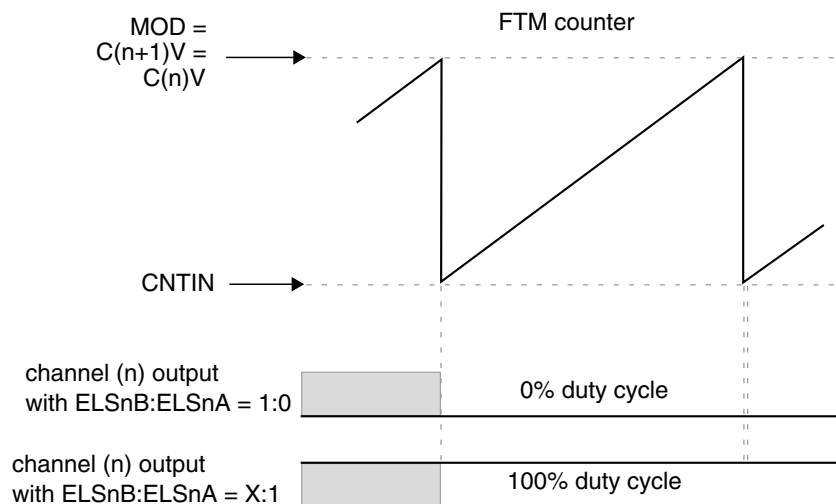 FTM counter
MOD =
C(n+1)V =
C(n)V
CNTIN
channel (n) output
with ELSnB:ELSnA = 1:0
0% duty cycle
channel (n) output
with ELSnB:ELSnA = X:1
100% duty cycle